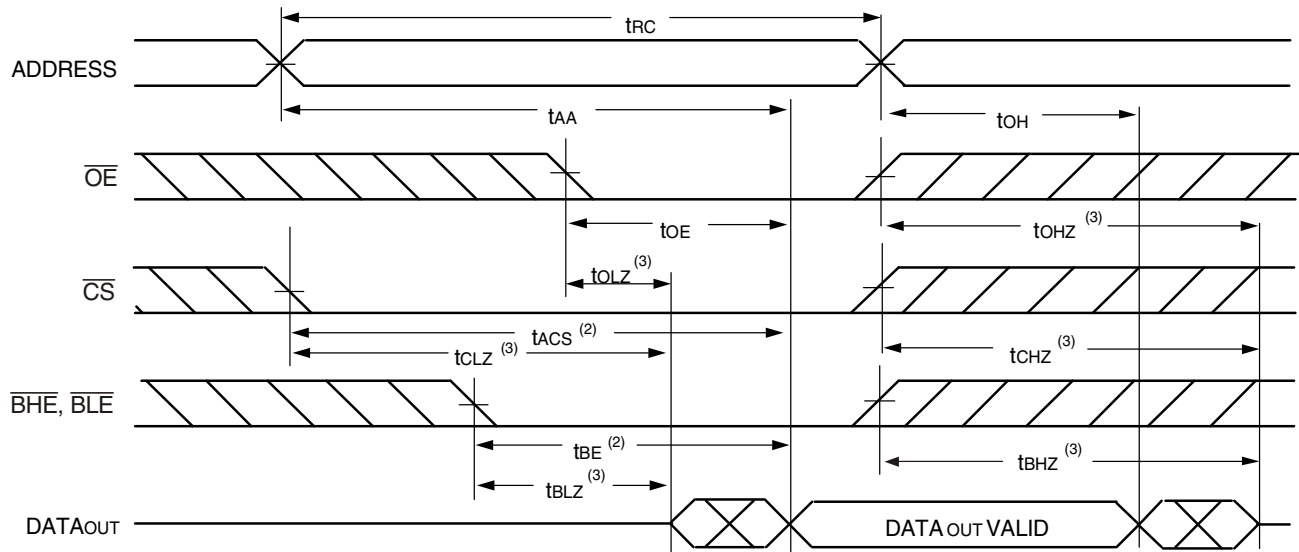 tRC
ADDRESS
tAA
tOH
OE
tOE
tOHZ (3)
tOLZ (3)
CS
tACS (2)
tCLZ (3)
tCHZ (3)
BHE, BLE
tBE (2)
tBHZ (3)
tBLZ (3)
DATAOUT
DATA OUT VALID